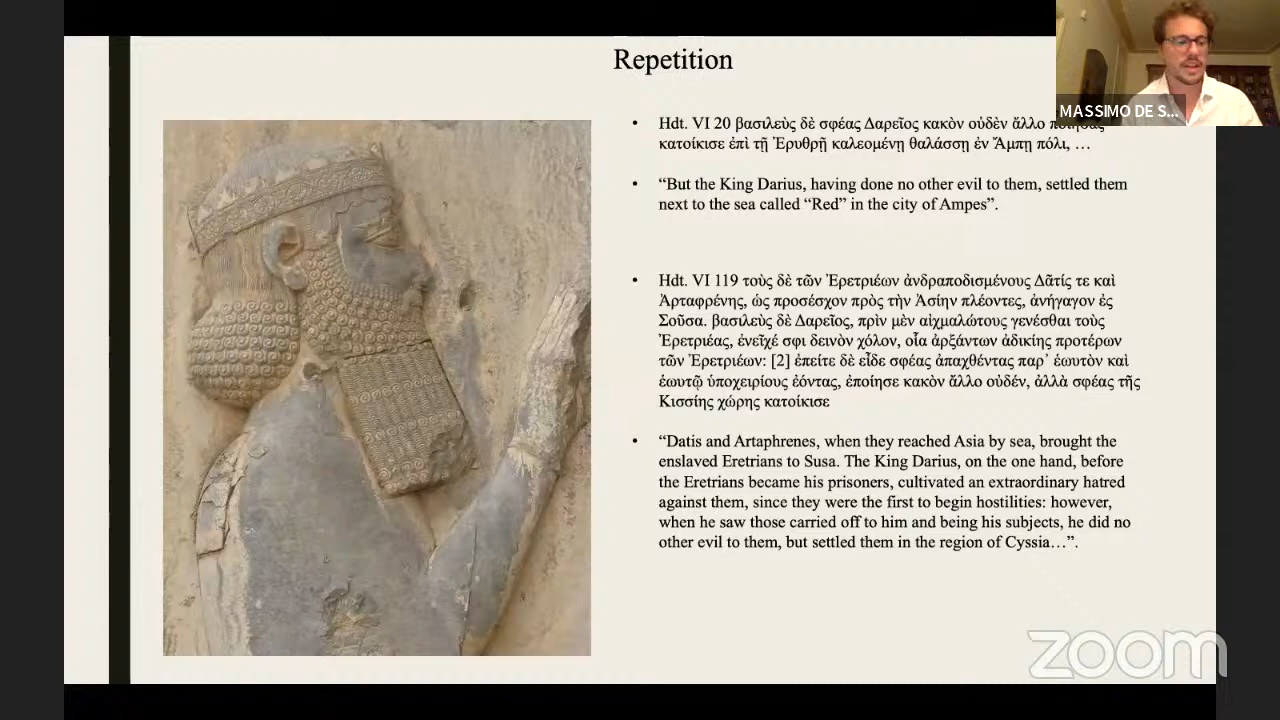 Repetition
MASSIMO DE S...
• Hdt. VI 20 βασιλεὺς δὲ σφέας Δαρεῖος κακὸν οὐδὲν ἄλλο ποιήσας
κατοίκισε ἐπὶ τῇ Ἐρυθρῇ καλεομένῃ θαλάσσῃ ἐν Ἄμπῃ πόλι, …
• “But the King Darius, having done no other evil to them, settled them
next to the sea called “Red” in the city of Ampes”.
• Hdt. VI 119 τοὺς δὲ τῶν Ἐρετριέων ἀνδραποδισμένους Δᾶτίς τε καὶ
Ἀρταφρένης, ὡς προσέσχον πρὸς τὴν Ἀσίην πλέοντες, ἀνήγαγον ἐς
Σοῦσα. βασιλεὺς δὲ Δαρεῖος, πρὶν μὲν αἰχμαλώτους γενέσθαι τοὺς
Ἐρετριέας, ἐνεῖχέ σφι δεινὸν χόλον, οἷα ἀρξάντων ἀδικίης προτέρων
τῶν Ἐρετριέων: [2] ἐπείτε δὲ εἶδε σφέας ἀπαχθέντας παρ᾽ ἑωυτὸν καὶ
ἑωυτῷ ὑποχειρίους ἐόντας, ἐποίησε κακὸν ἄλλο οὐδέν, ἀλλὰ σφέας τῆς
Κισσίης χώρης κατοίκισε
• “Datis and Artaphrenes, when they reached Asia by sea, brought the
enslaved Eretrians to Susa. The King Darius, on the one hand, before
the Eretrians became his prisoners, cultivated an extraordinary hatred
against them, since they were the first to begin hostilities: however,
when he saw those carried off to him and being his subjects, he did no
other evil to them, but settled them in the region of Cyssia…”.
zoom